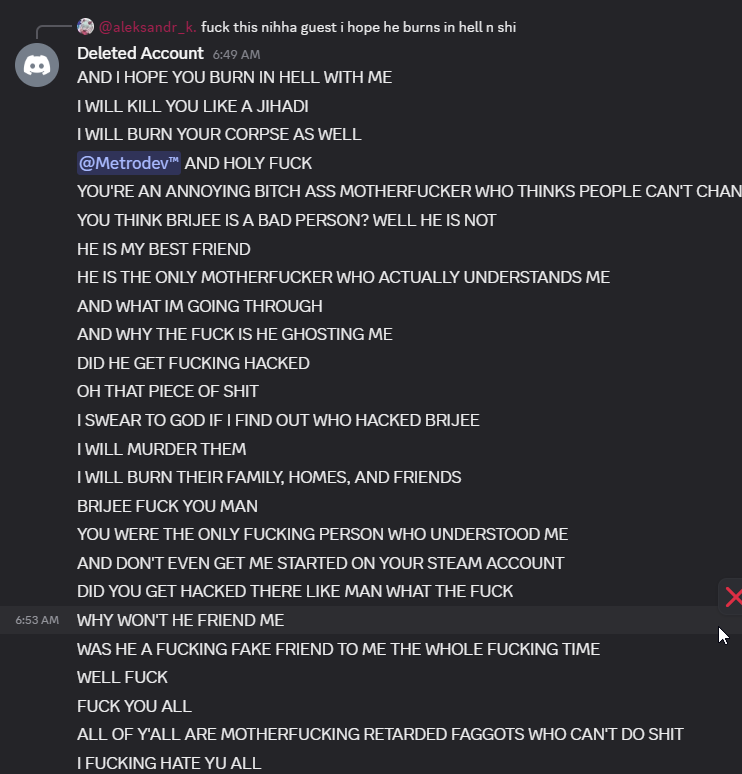 @aleksandr_k. fuck this nihha guest i hope he burns in hell n shi
Deleted Account 6:49 AM
AND I HOPE YOU BURN IN HELL WITH ME
I WILL KILL YOU LIKE A JIHADI
I WILL BURN YOUR CORPSE AS WELL
@Metrodev™ AND HOLY FUCK
YOU'RE AN ANNOYING BITCH ASS MOTHERFUCKER WHO THINKS PEOPLE CAN'T CHAN
YOU THINK BRIJEE IS A BAD PERSON? WELL HE IS NOT
HE IS MY BEST FRIEND
HE IS THE ONLY MOTHERFUCKER WHO ACTUALLY UNDERSTANDS ME
AND WHAT IM GOING THROUGH
AND WHY THE FUCK IS HE GHOSTING ME
DID HE GET FUCKING HACKED
OH THAT PIECE OF SHIT
I SWEAR TO GOD IF I FIND OUT WHO HACKED BRIJEE
I WILL MURDER THEM
I WILL BURN THEIR FAMILY, HOMES, AND FRIENDS
BRIJEE FUCK YOU MAN
YOU WERE THE ONLY FUCKING PERSON WHO UNDERSTOOD ME
AND DON'T EVEN GET ME STARTED ON YOUR STEAM ACCOUNT
DID YOU GET HACKED THERE LIKE MAN WHAT THE FUCK
6:53 AM WHY WON'T HE FRIEND ME
WAS HE A FUCKING FAKE FRIEND TO ME THE WHOLE FUCKING TIME
WELL FUCK
FUCK YOU ALL
ALL OF Y'ALL ARE MOTHERFUCKING RETARDED FAGGOTS WHO CAN'T DO SHIT
I FUCKING HATE YU ALL